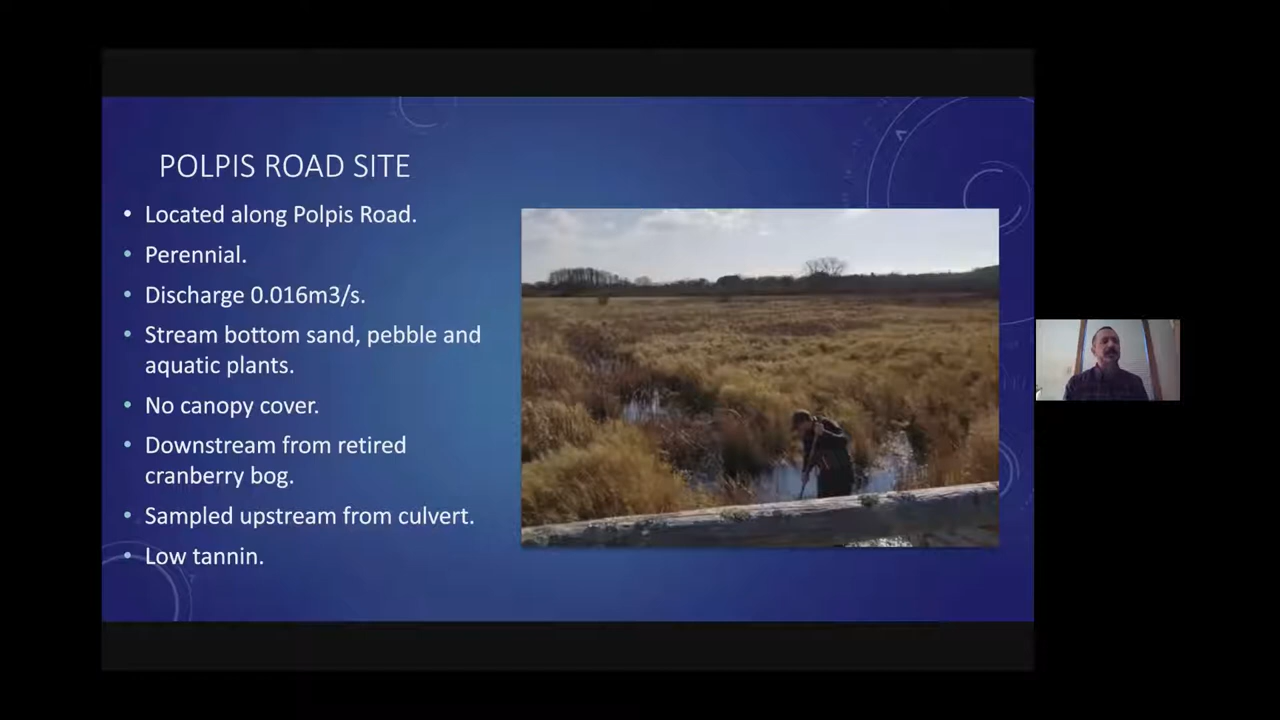 POLPIS ROAD SITE
• Located along Polpis Road.
• Perennial.
• Discharge 0.016m3/s.
• Stream bottom sand, pebble and
aquatic plants.
• No canopy cover.
• Downstream from retired
cranberry bog.
• Sampled upstream from culvert.
• Low tannin.